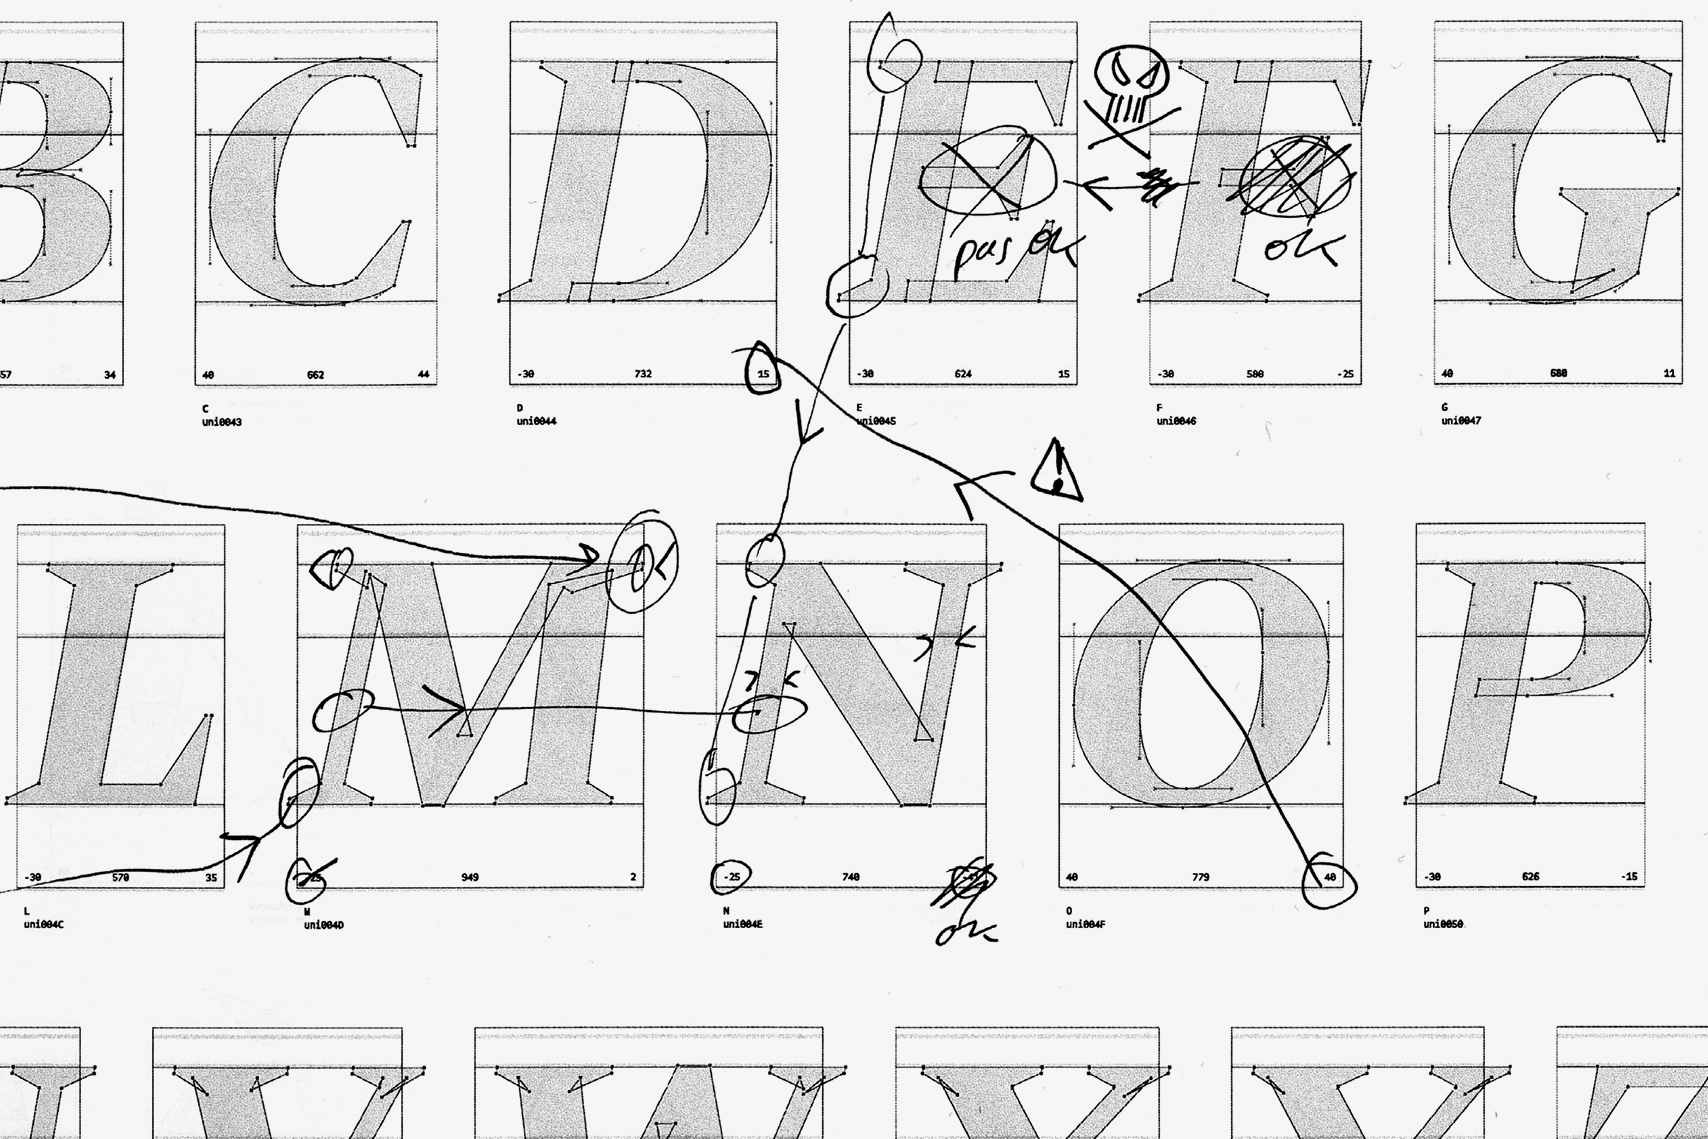 B C D E F G
pas ok
ok
557 34
40 662 44
-30 732 15
-30 624 15
-30 580 -25
40 680 11
C
uni0043
D
uni0044
E
uni0045
F
uni0046
G
uni0047
L M N O P
-30 570 35
949 2
-25 740
40 779 40
-30 626 -15
ok
L
uni004C
M
uni004D
N
uni004E
O
uni004F
P
uni0050